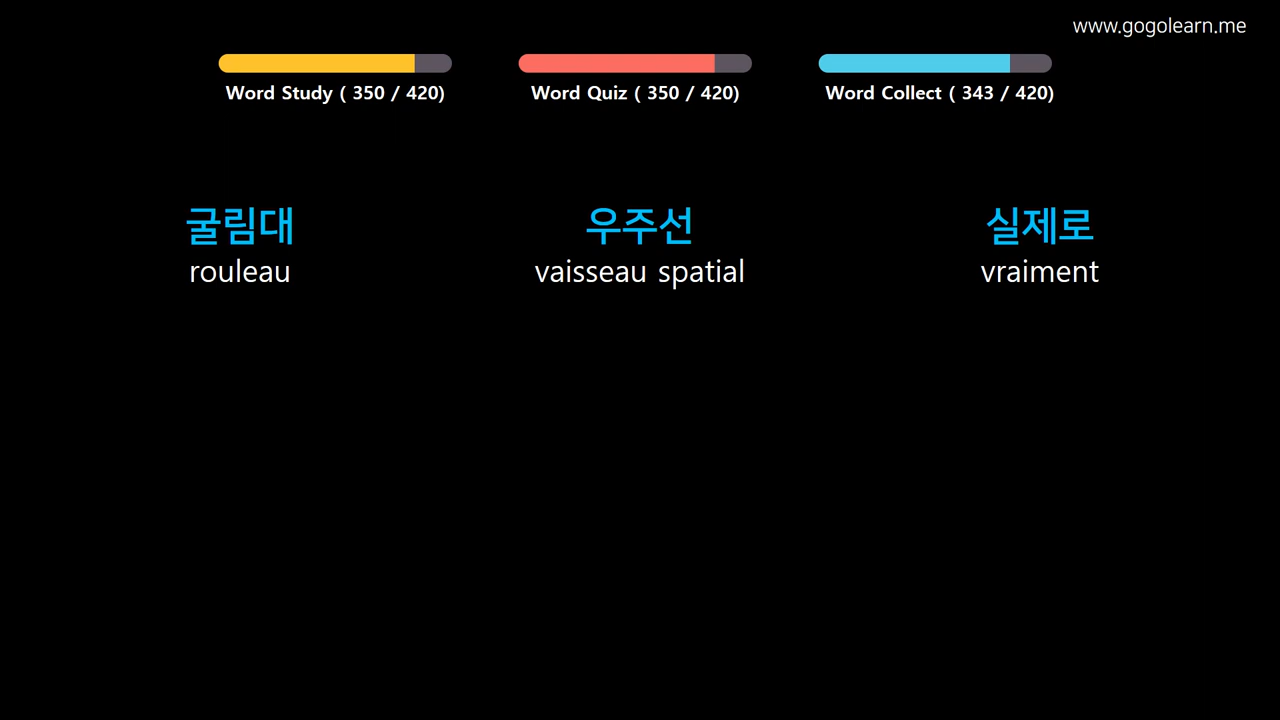 www.gogolearn.me
Word Study ( 350 / 420)
Word Quiz ( 350 / 420)
Word Collect ( 343 / 420)
굴림대
rouleau
우주선
vaisseau spatial
실제로
vraiment